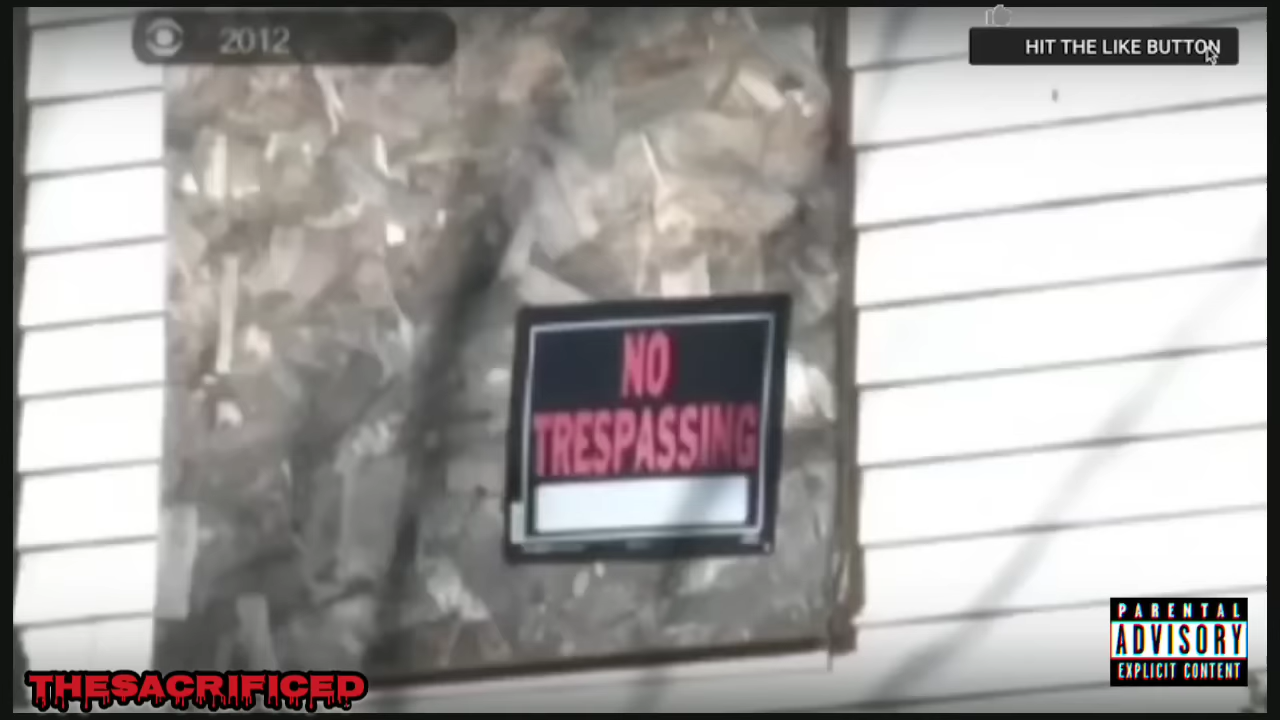 2012
HIT THE LIKE BUTTON
NO
TRESPASSING
PARENTAL
ADVISORY
EXPLICIT CONTENT
THESACRIFICED